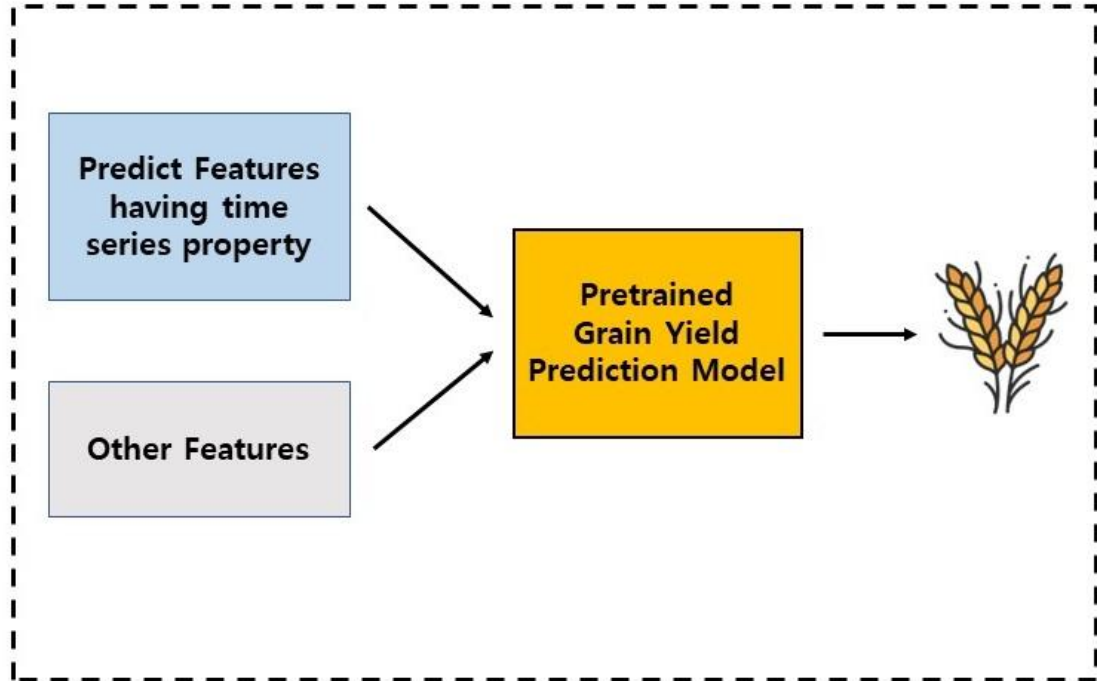 Predict Features
having time
series property
Other Features
Pretrained
Grain Yield
Prediction Model